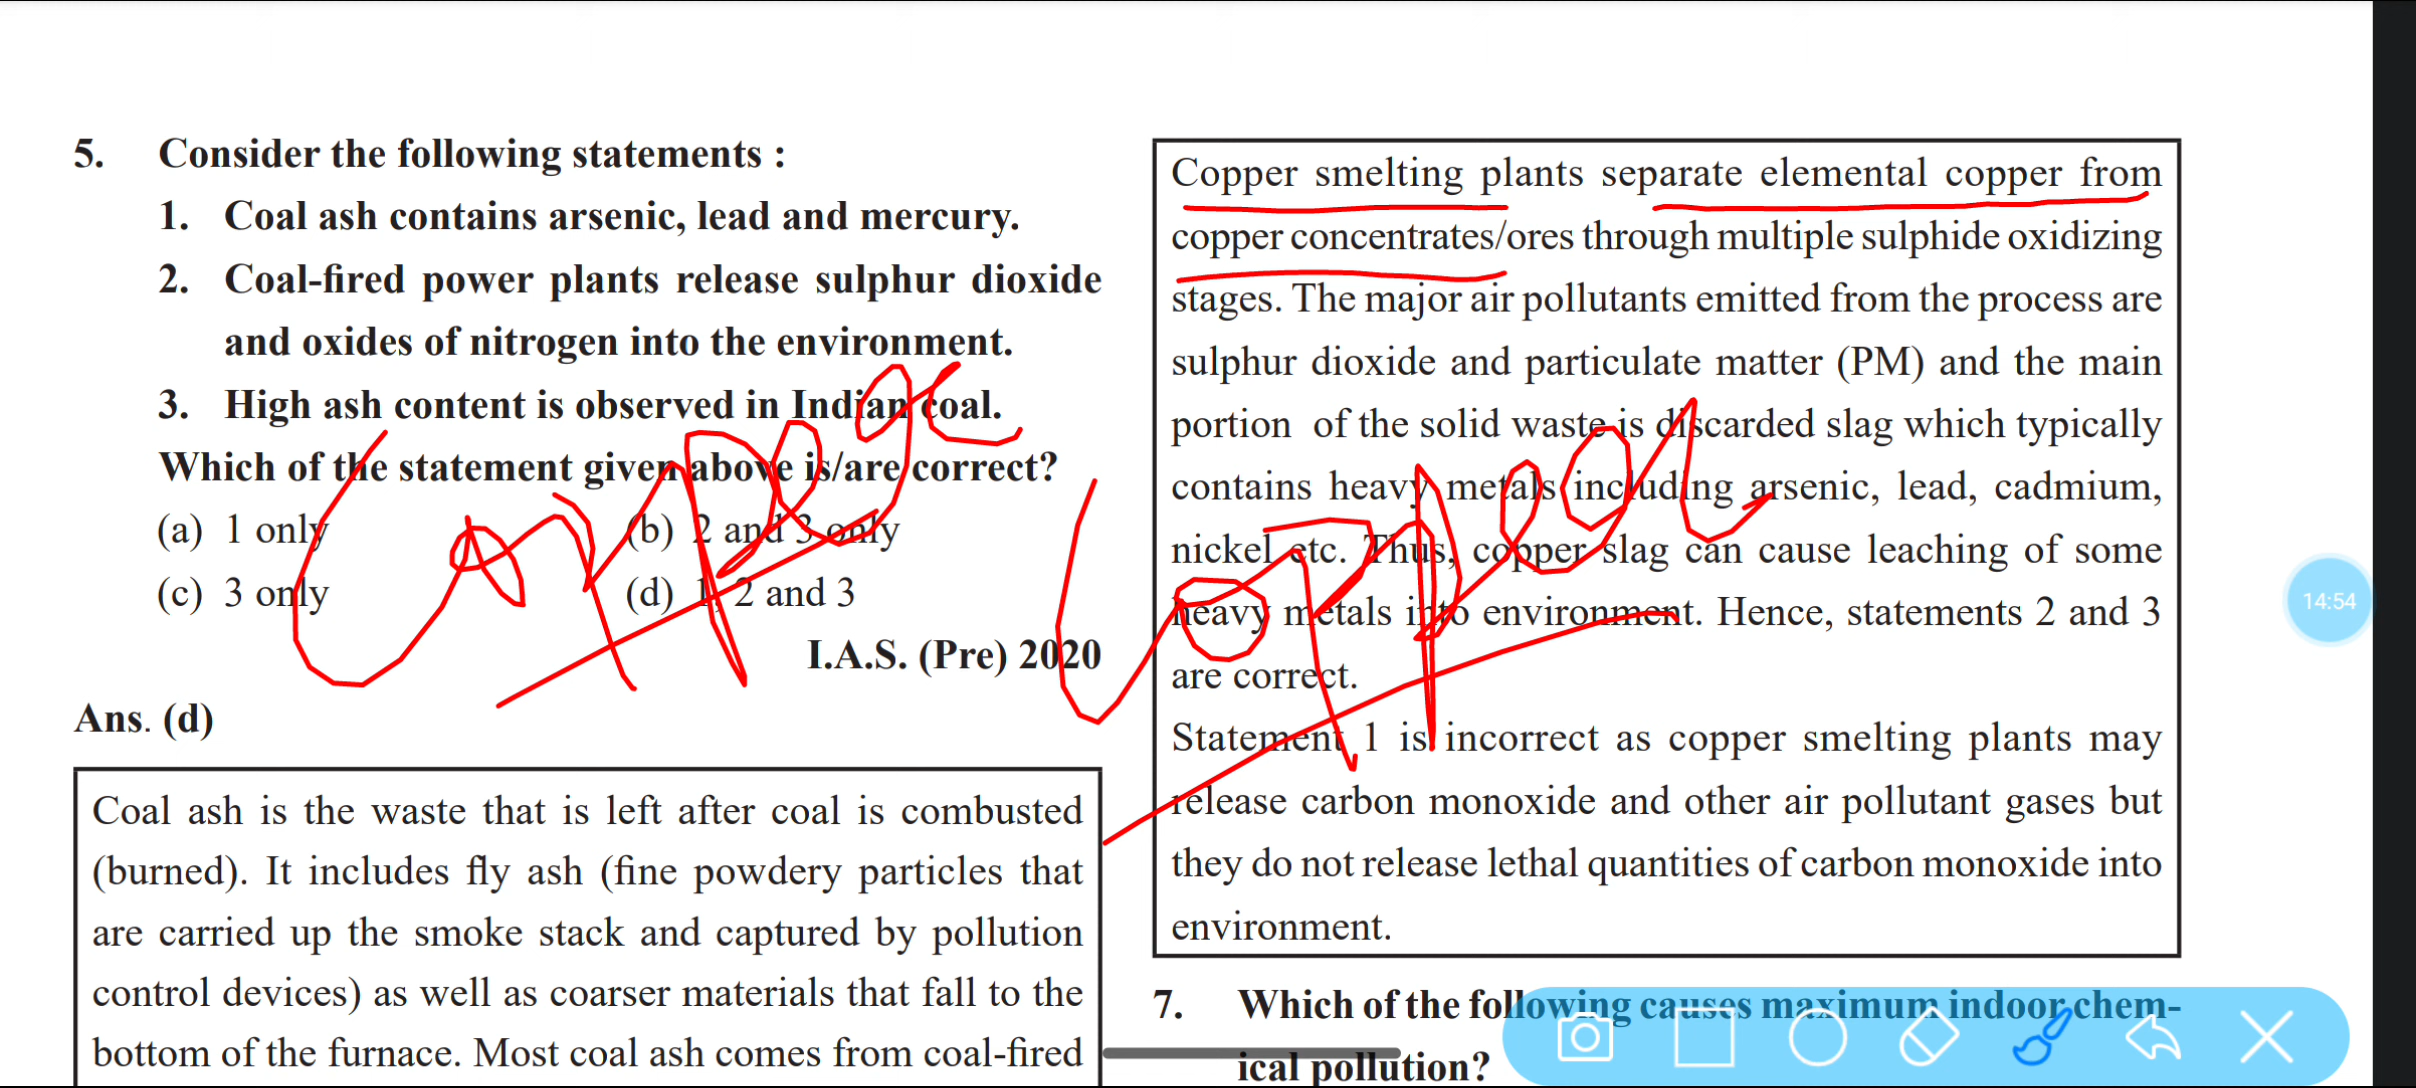 5. Consider the following statements :
1. Coal ash contains arsenic, lead and mercury.
2. Coal-fired power plants release sulphur dioxide
and oxides of nitrogen into the environment.
3. High ash content is observed in Indian coal.
Which of the statement given above is/are correct?
(a) 1 only (b) 2 and 3 only
(c) 3 only (d) 1, 2 and 3
I.A.S. (Pre) 2020
Ans. (d)
Coal ash is the waste that is left after coal is combusted
(burned). It includes fly ash (fine powdery particles that
are carried up the smoke stack and captured by pollution
control devices) as well as coarser materials that fall to the
bottom of the furnace. Most coal ash comes from coal-fired
Copper smelting plants separate elemental copper from
copper concentrates/ores through multiple sulphide oxidizing
stages. The major air pollutants emitted from the process are
sulphur dioxide and particulate matter (PM) and the main
portion of the solid waste is discarded slag which typically
contains heavy metals including arsenic, lead, cadmium,
nickel etc. Thus, copper slag can cause leaching of some
heavy metals into environment. Hence, statements 2 and 3
are correct.
Statement 1 is incorrect as copper smelting plants may
release carbon monoxide and other air pollutant gases but
they do not release lethal quantities of carbon monoxide into
environment.
7. Which of the following causes maximum indoor chem-
ical pollution?
14:54